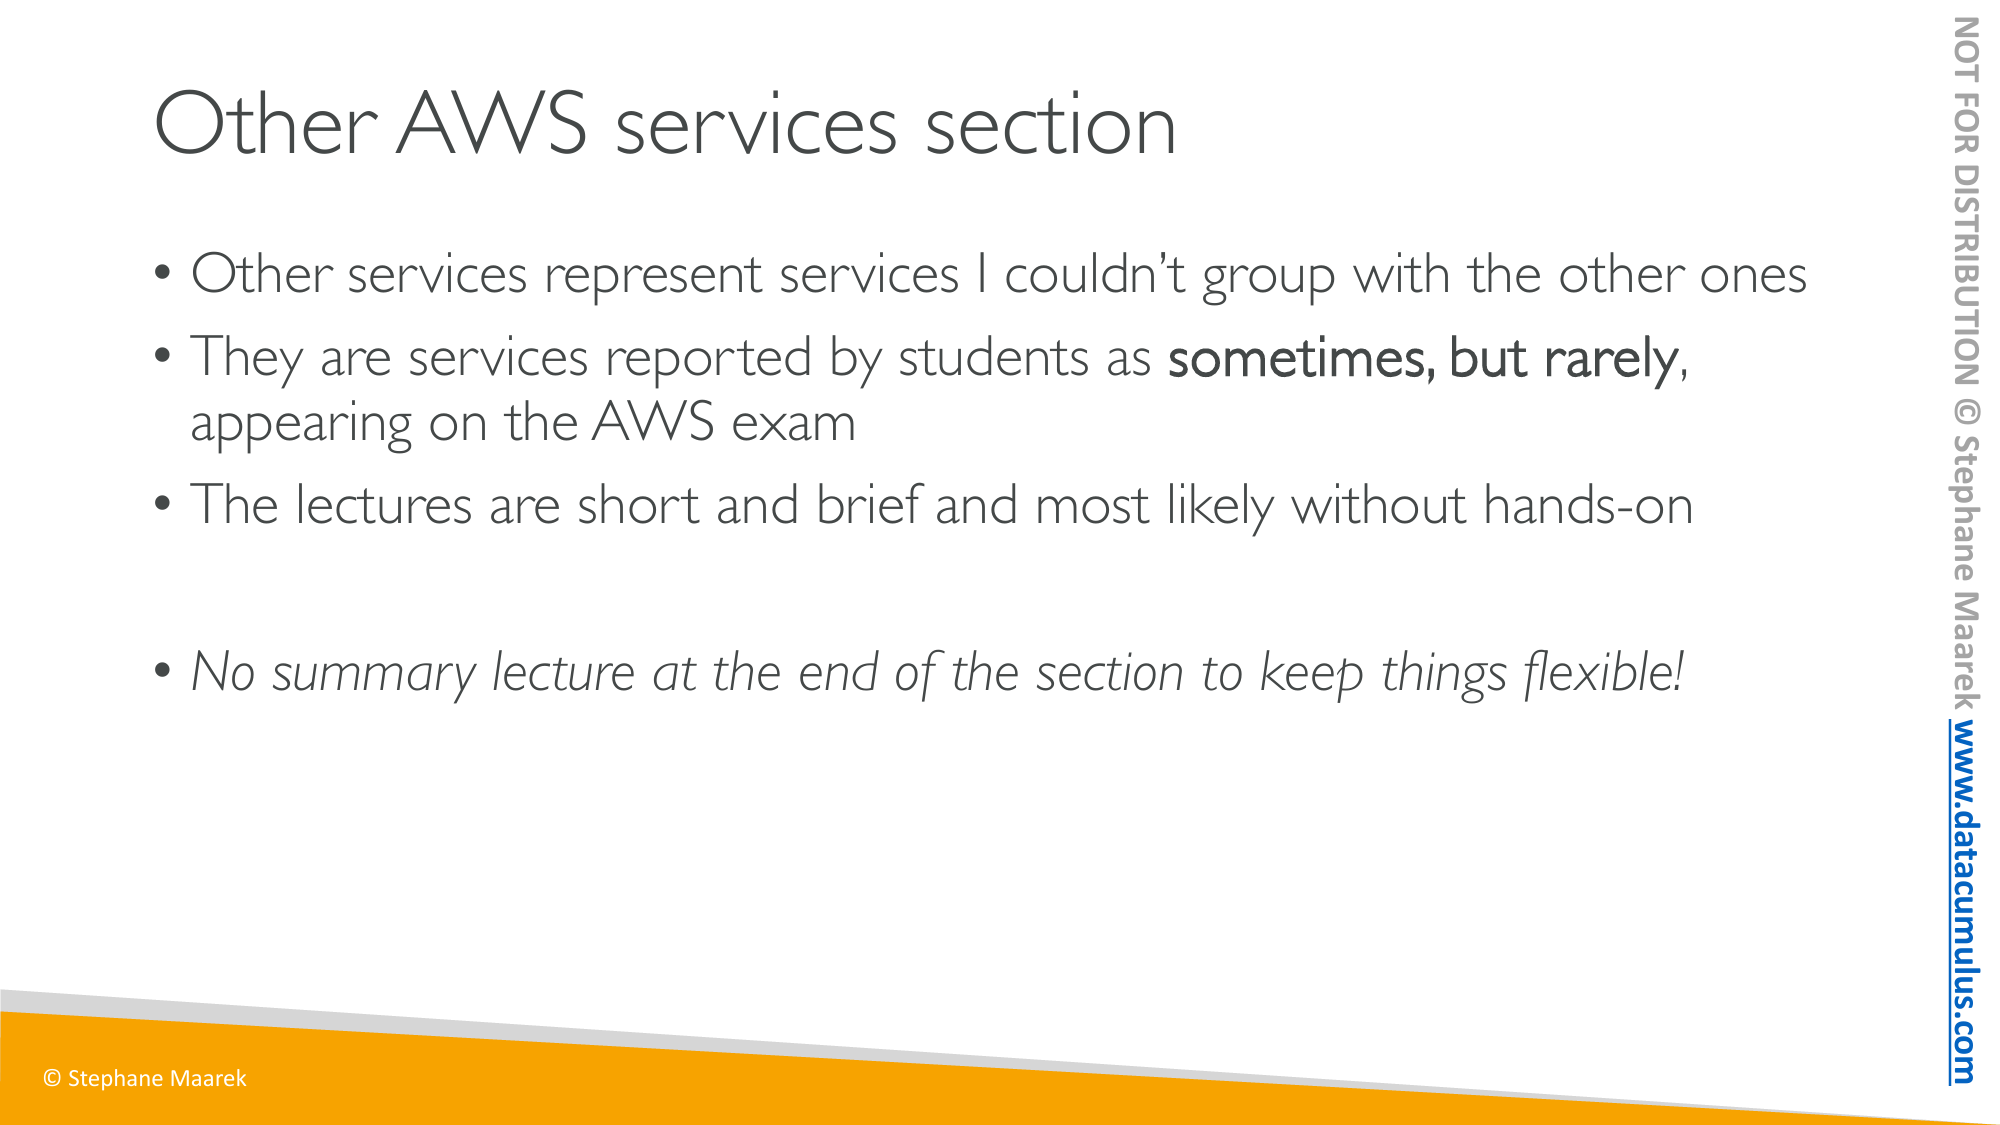 Other AWS services section
• Other services represent services I couldn’t group with the other ones
• They are services reported by students as sometimes, but rarely,
appearing on the AWS exam
• The lectures are short and brief and most likely without hands-on
• No summary lecture at the end of the section to keep things flexible!
© Stephane Maarek
NOT FOR DISTRIBUTION © Stephane Maarek www.datacumulus.com